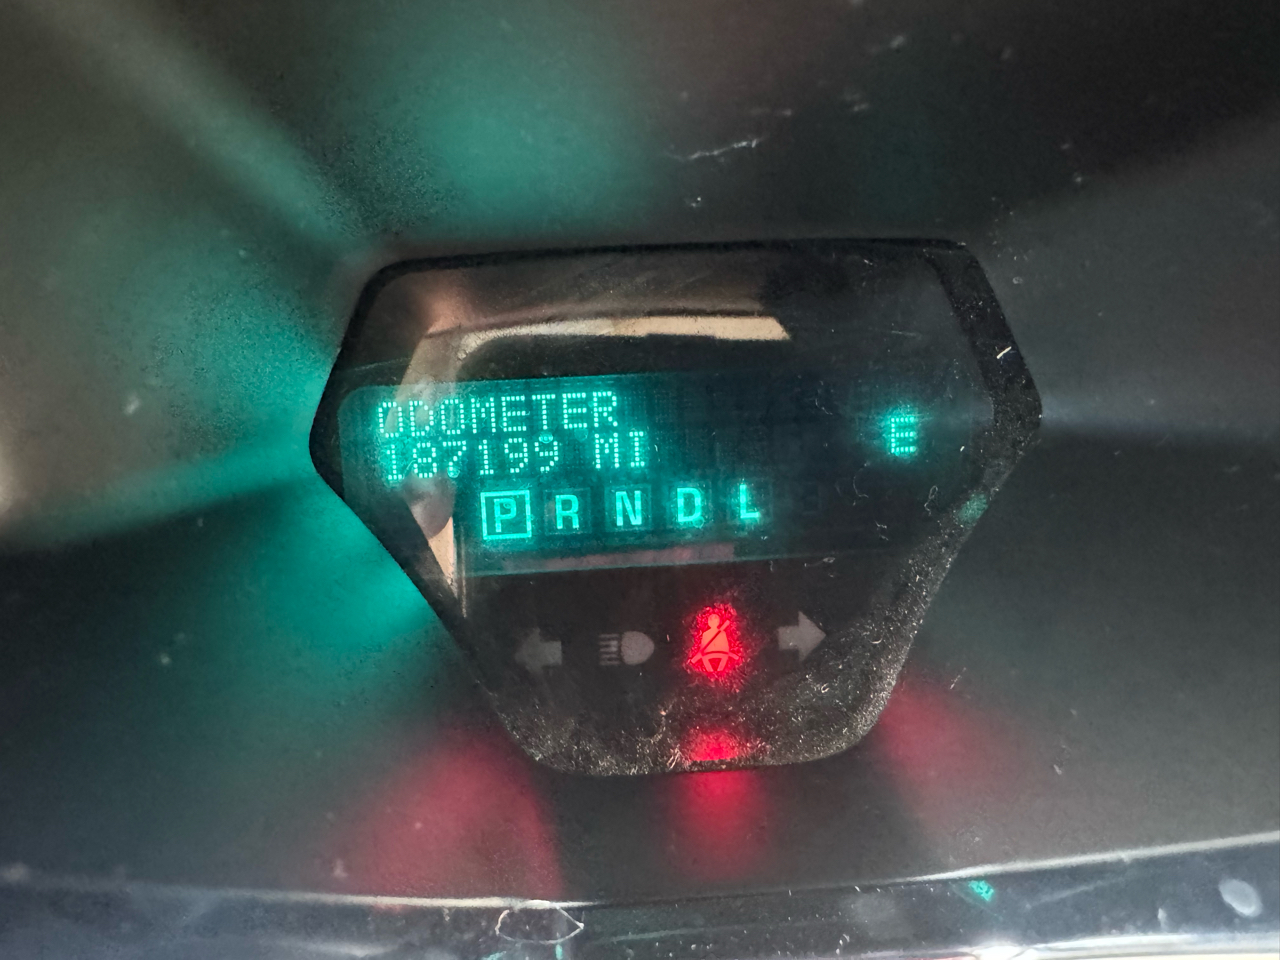 ODOMETER
187199 MI
E
P R N D L